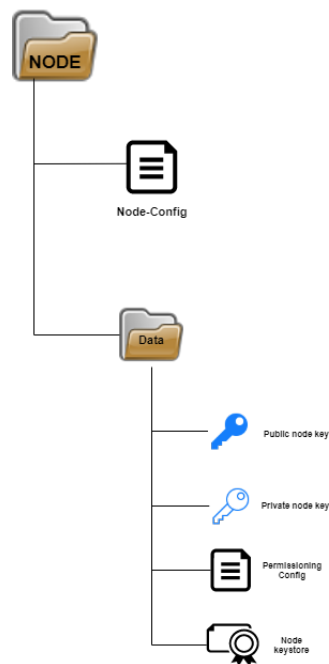 NODE
Node-Config
Data
Public node key
Private node key
Permissioning
Config
Node
keystore